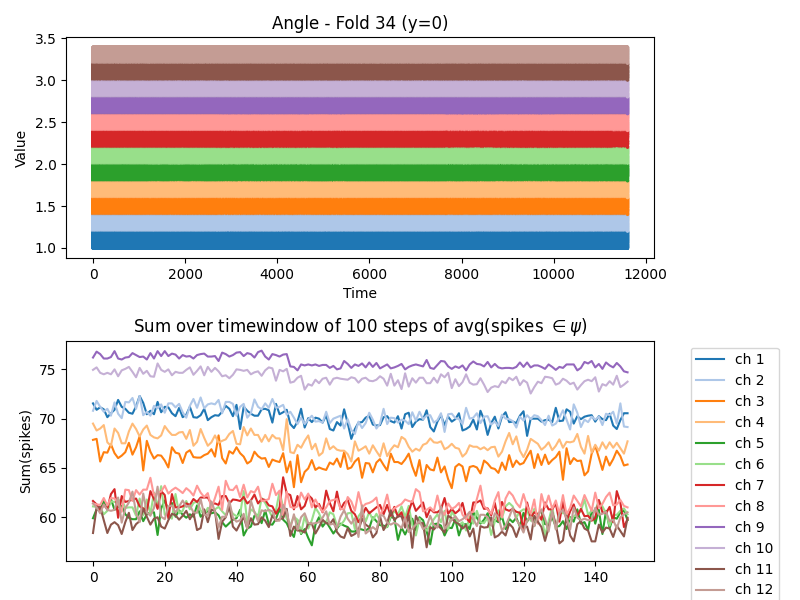 Angle - Fold 34 (y=0)
3.5
3.0
2.5
2.0
1.5
1.0
Value
0 2000 4000 6000 8000 10000 12000
Time
Sum over timewindow of 100 steps of avg(spikes ∈ ψ)
75
70
65
60
Sum(spikes)
0 20 40 60 80 100 120 140
ch 1
ch 2
ch 3
ch 4
ch 5
ch 6
ch 7
ch 8
ch 9
ch 10
ch 11
ch 12